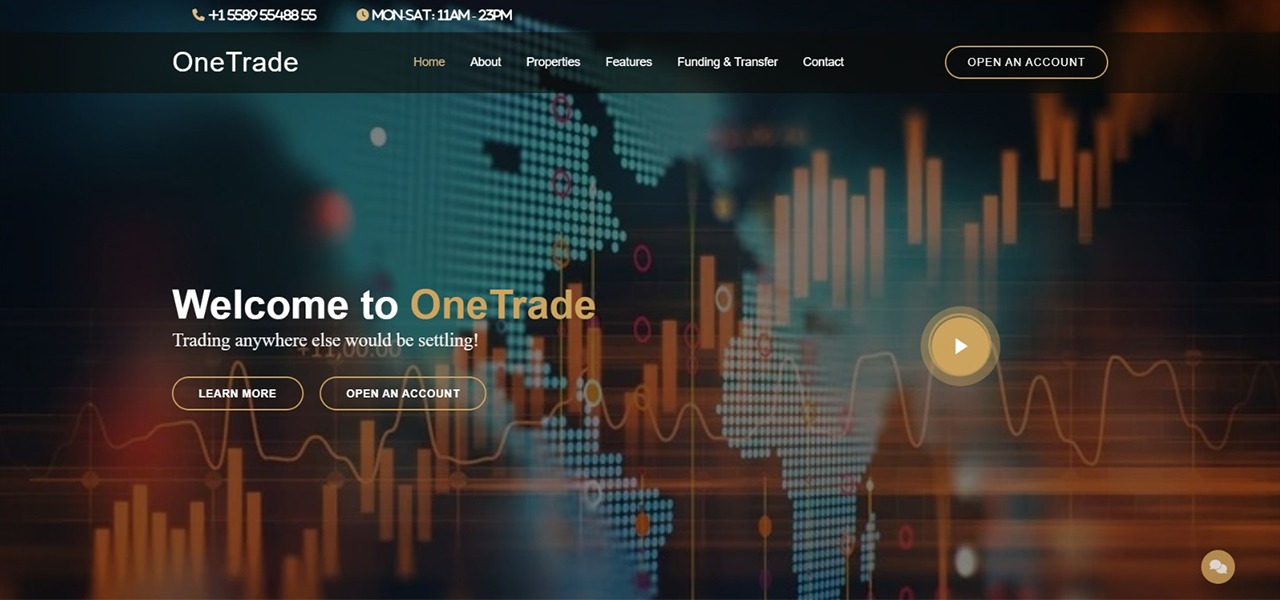 +1 5589 55488 55 MON-SAT: 11AM - 23PM
OneTrade Home About Properties Features Funding & Transfer Contact OPEN AN ACCOUNT
Welcome to OneTrade
Trading anywhere else would be settling!
+11,00.00
LEARN MORE OPEN AN ACCOUNT